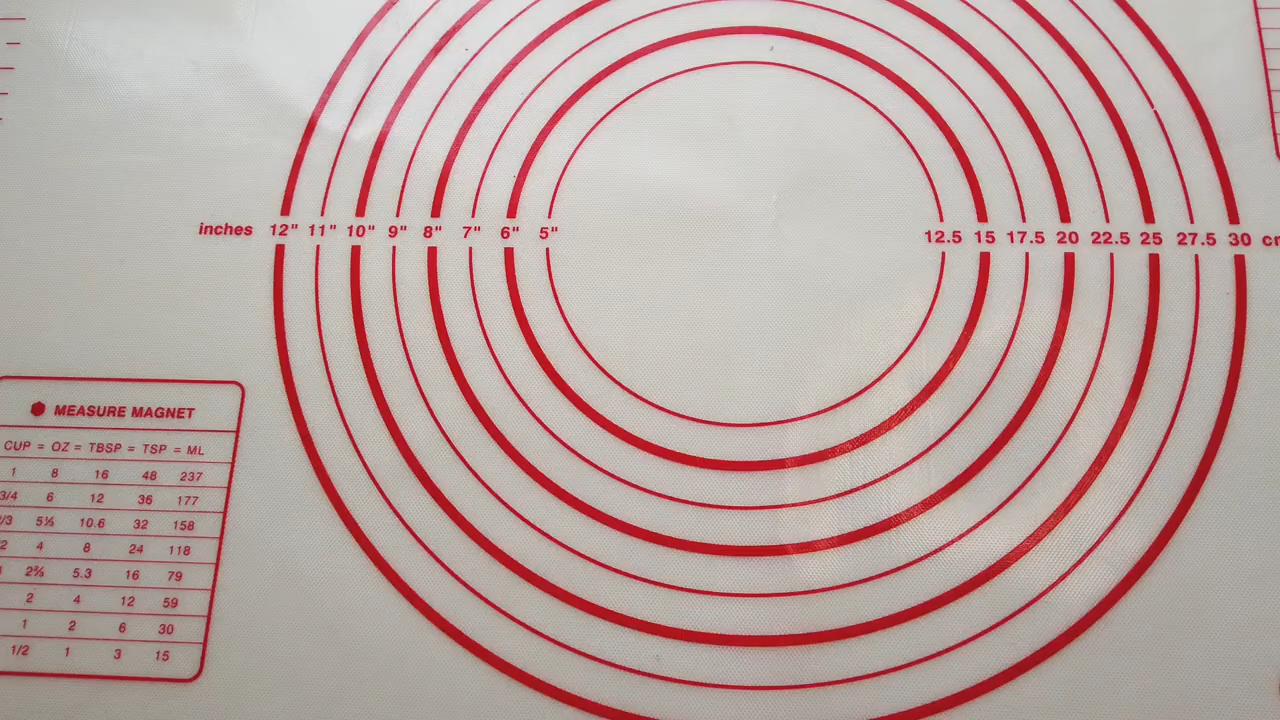 inches 12" 11" 10" 9" 8" 7" 6" 5" 12.5 15 17.5 20 22.5 25 27.5 30
MEASURE MAGNET
CUP = OZ = TBSP = TSP = ML
1 8 16 48 237
3/4 6 12 36 177
5⅓ 10.6 32 158
4 8 24 118
2⅔ 5.3 16 79
2 4 12 59
1 2 6 30
1/2 1 3 15